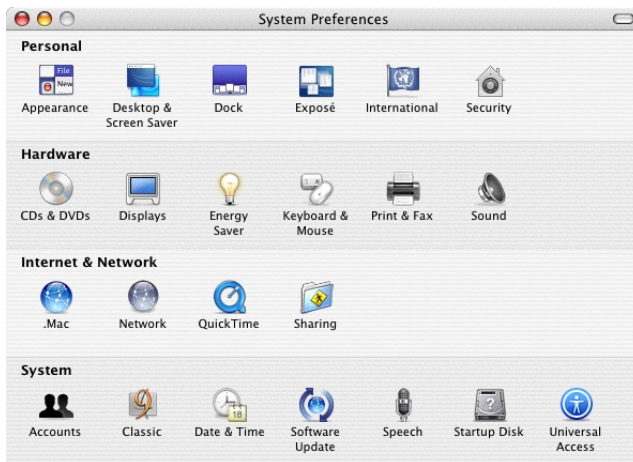 System Preferences
Personal
File
New
Appearance
Desktop &
Screen Saver
Dock
Exposé
International
Security
Hardware
CDs & DVDs
Displays
Energy
Saver
Keyboard &
Mouse
Print & Fax
Sound
Internet & Network
.Mac
Network
QuickTime
Sharing
System
Accounts
9
Classic
18
Date & Time
Software
Update
Speech
?
Startup Disk
Universal
Access